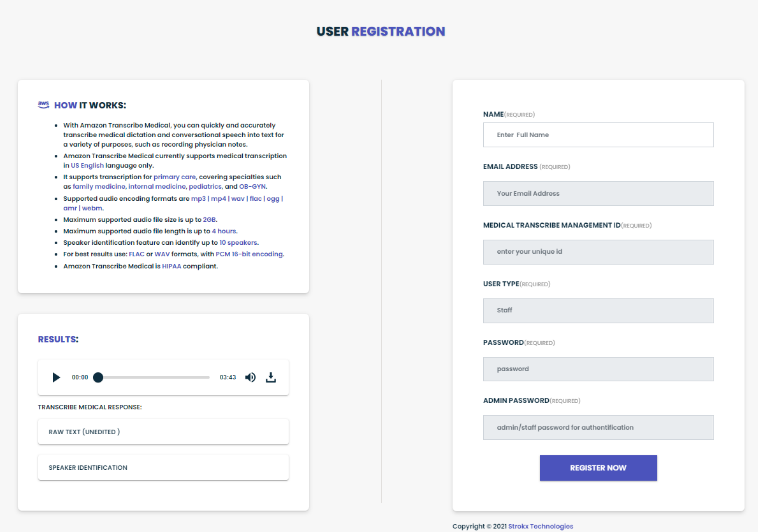 USER REGISTRATION
aws HOW IT WORKS:
With Amazon Transcribe Medical, you can quickly and accurately
transcribe medical dictation and conversational speech into text for
a variety of purposes, such as recording physician notes.
Amazon Transcribe Medical currently supports medical transcription
in US English language only.
It supports transcription for primary care, covering specialties such
as family medicine, internal medicine, pediatrics, and OB-GYN.
Supported audio encoding formats are mp3 | mp4 | wav | flac | ogg |
amr | webm.
Maximum supported audio file size is up to 2GB.
Maximum supported audio file length is up to 4 hours.
Speaker identification feature can identify up to 10 speakers.
For best results use: FLAC or WAV formats, with PCM 16-bit encoding.
Amazon Transcribe Medical is HIPAA compliant.
RESULTS:
00:00 03:43
TRANSCRIBE MEDICAL RESPONSE:
RAW TEXT (UNEDITED )
SPEAKER IDENTIFICATION
NAME(REQUIRED)
Enter Full Name
EMAIL ADDRESS (REQUIRED)
Your Email Address
MEDICAL TRANSCRIBE MANAGEMENT ID(REQUIRED)
enter your unique id
USER TYPE(REQUIRED)
Staff
PASSWORD(REQUIRED)
password
ADMIN PASSWORD(REQUIRED)
admin/staff password for authentification
REGISTER NOW
Copyright © 2021 Strokx Technologies